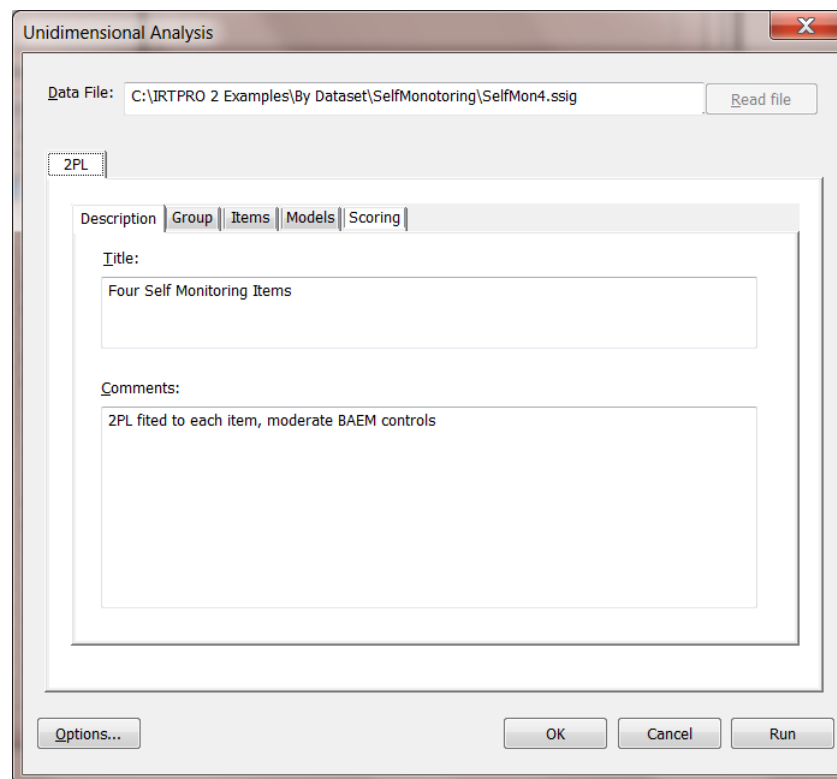 Unidimensional Analysis
Data File: C:\IRTPRO 2 Examples\By Dataset\SelfMonotoring\SelfMon4.ssig Read file
2PL
Description Group Items Models Scoring
Title:
Four Self Monitoring Items
Comments:
2PL fited to each item, moderate BAEM controls
Options... OK Cancel Run